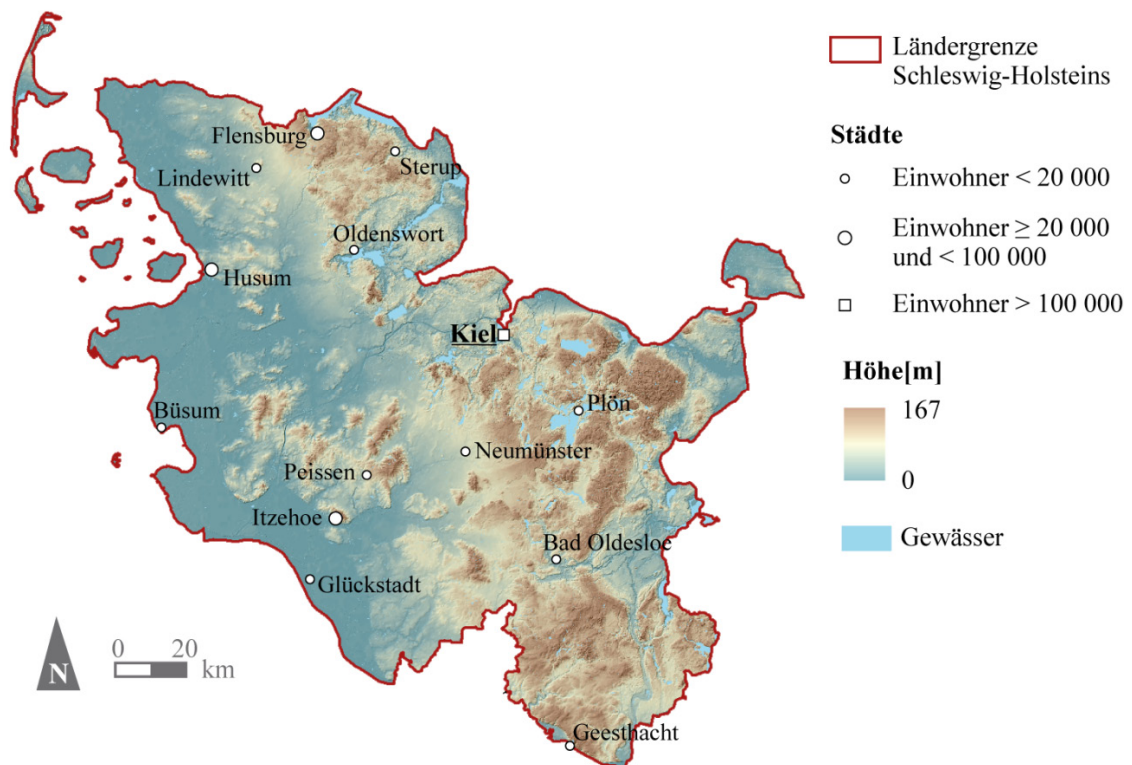 Flensburg
Sterup
Lindewitt
Oldenswort
Husum
Kiel
Büsum
Plön
Neumünster
Peissen
Itzehoe
Bad Oldesloe
Glückstadt
Geesthacht
N
0 20
km
Ländergrenze
Schleswig-Holsteins
Städte
Einwohner < 20 000
Einwohner ≥ 20 000
und < 100 000
Einwohner > 100 000
Höhe[m]
167
0
Gewässer